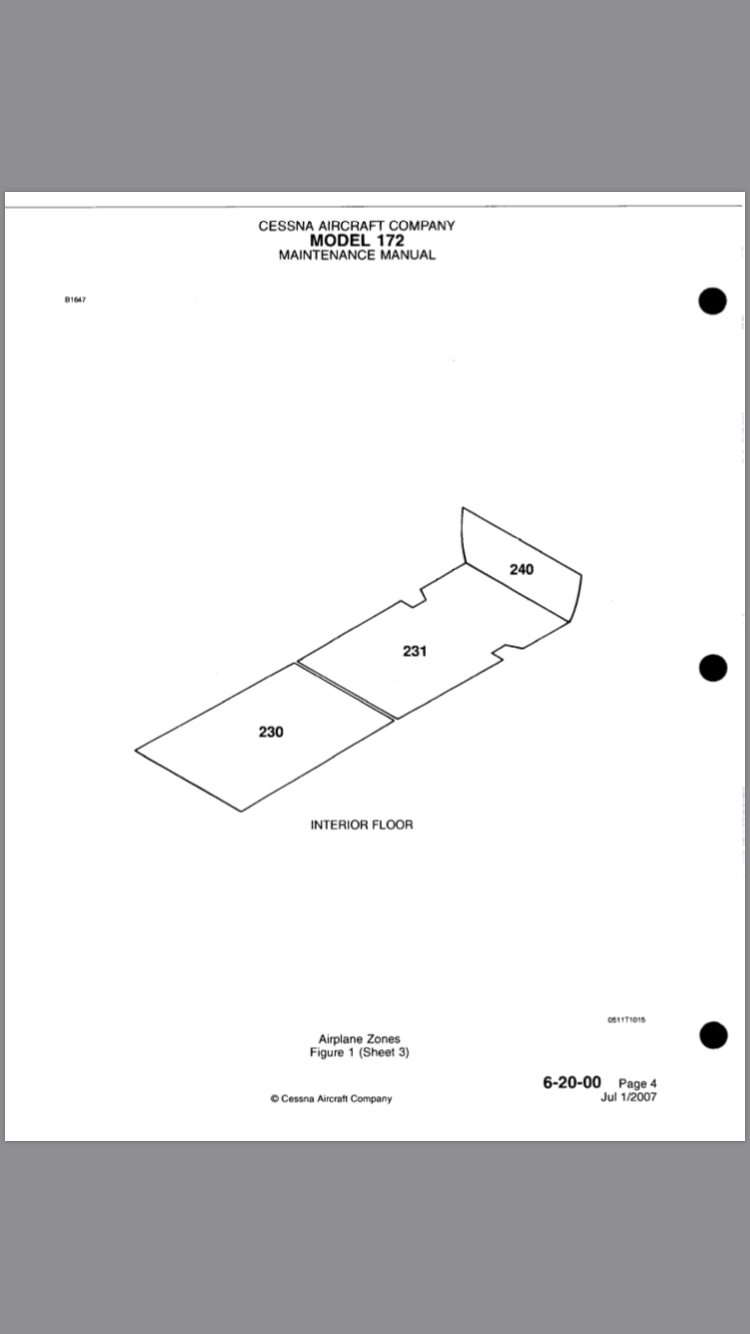 CESSNA AIRCRAFT COMPANY
MODEL 172
MAINTENANCE MANUAL
B1647
240
231
230
INTERIOR FLOOR
0511T1015
Airplane Zones
Figure 1 (Sheet 3)
6-20-00 Page 4
Jul 1/2007
© Cessna Aircraft Company